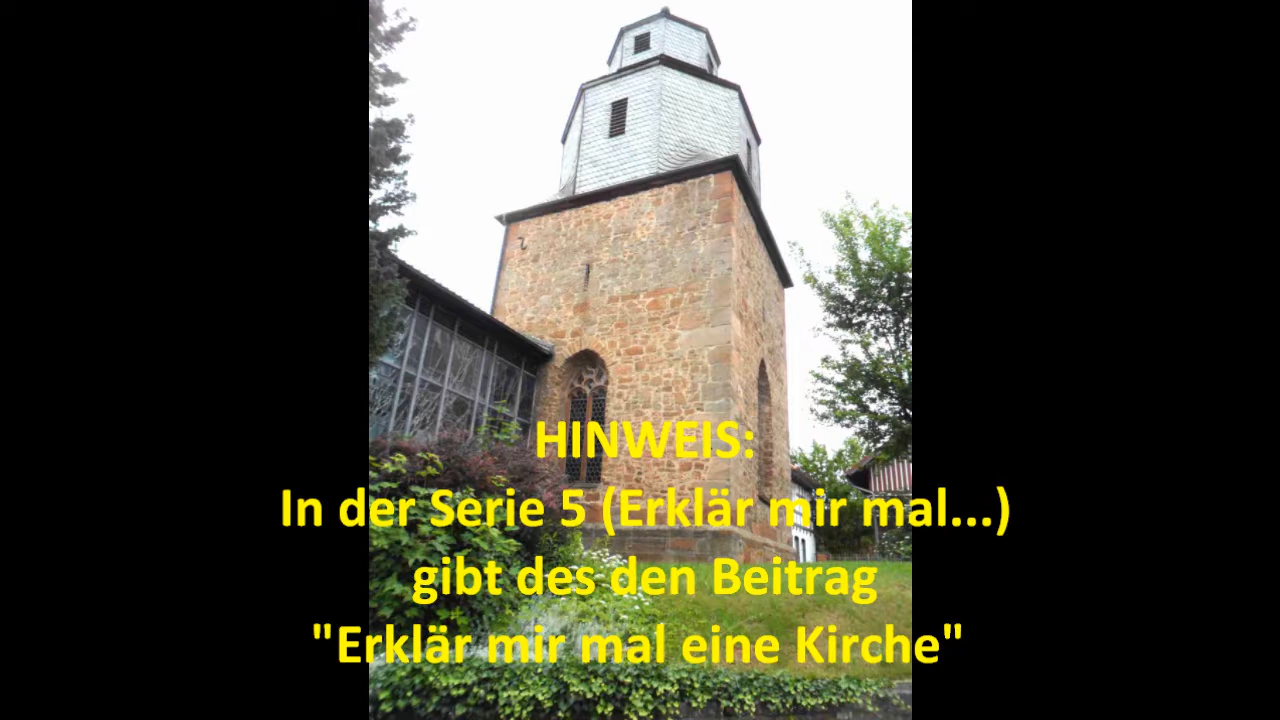 HINWEIS:
In der Serie 5 (Erklär mir mal...)
gibt des den Beitrag
"Erklär mir mal eine Kirche"